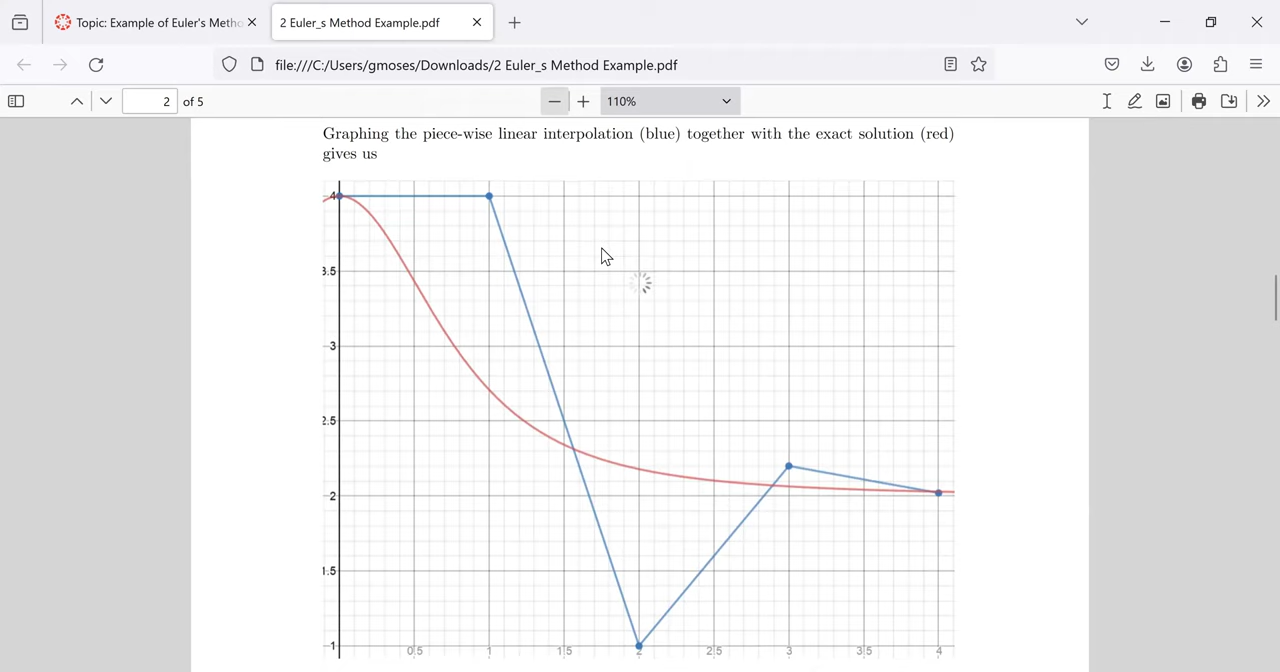 Topic: Example of Euler's Metho
2 Euler_s Method Example.pdf
file:///C:/Users/gmoses/Downloads/2 Euler_s Method Example.pdf
2 of 5
110%
Graphing the piece-wise linear interpolation (blue) together with the exact solution (red)
gives us
4
3.5
3
2.5
2
1.5
1
0.5 1 1.5 2 2.5 3 3.5 4